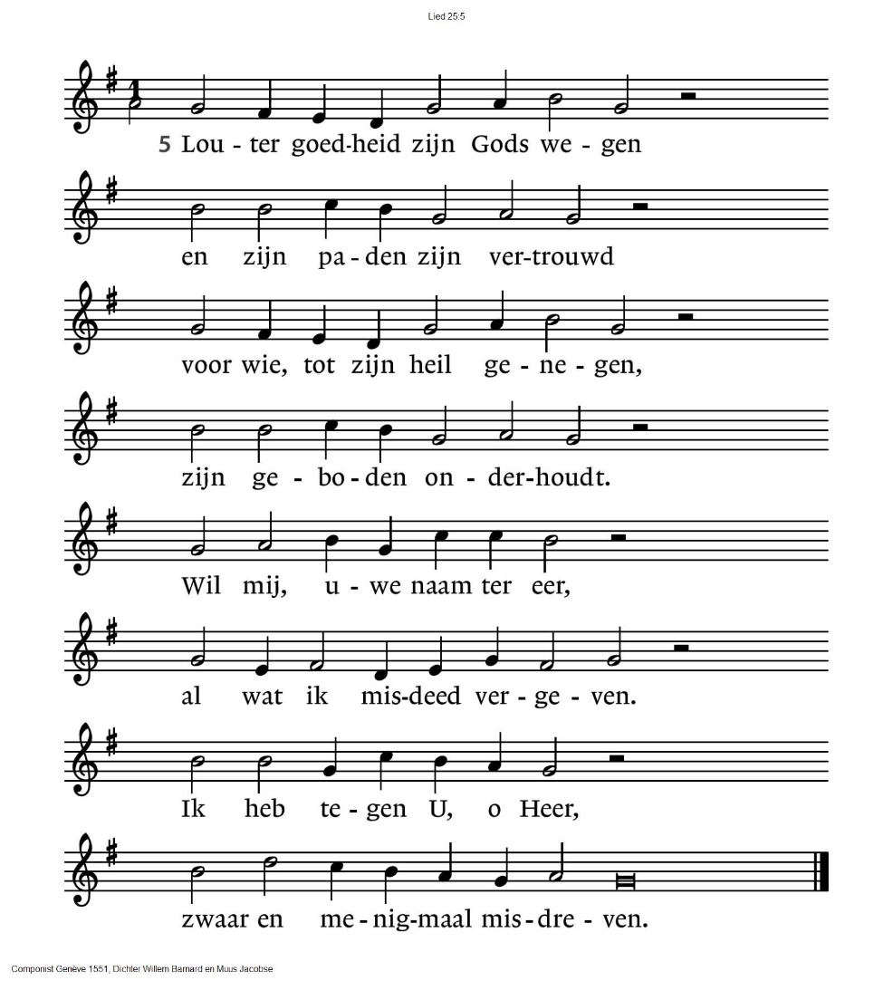 Lied 25:5
1
5 Lou - ter goed-heid zijn Gods we - gen
en zijn pa - den zijn ver-trouwd
voor wie, tot zijn heil ge - ne - gen,
zijn ge - bo - den on - der-houdt.
Wil mij, u - we naam ter eer,
al wat ik mis-deed ver - ge - ven.
Ik heb te - gen U, o Heer,
zwaar en me - nig-maal mis - dre - ven.
Componist Genève 1551, Dichter Willem Barnard en Muus Jacobse